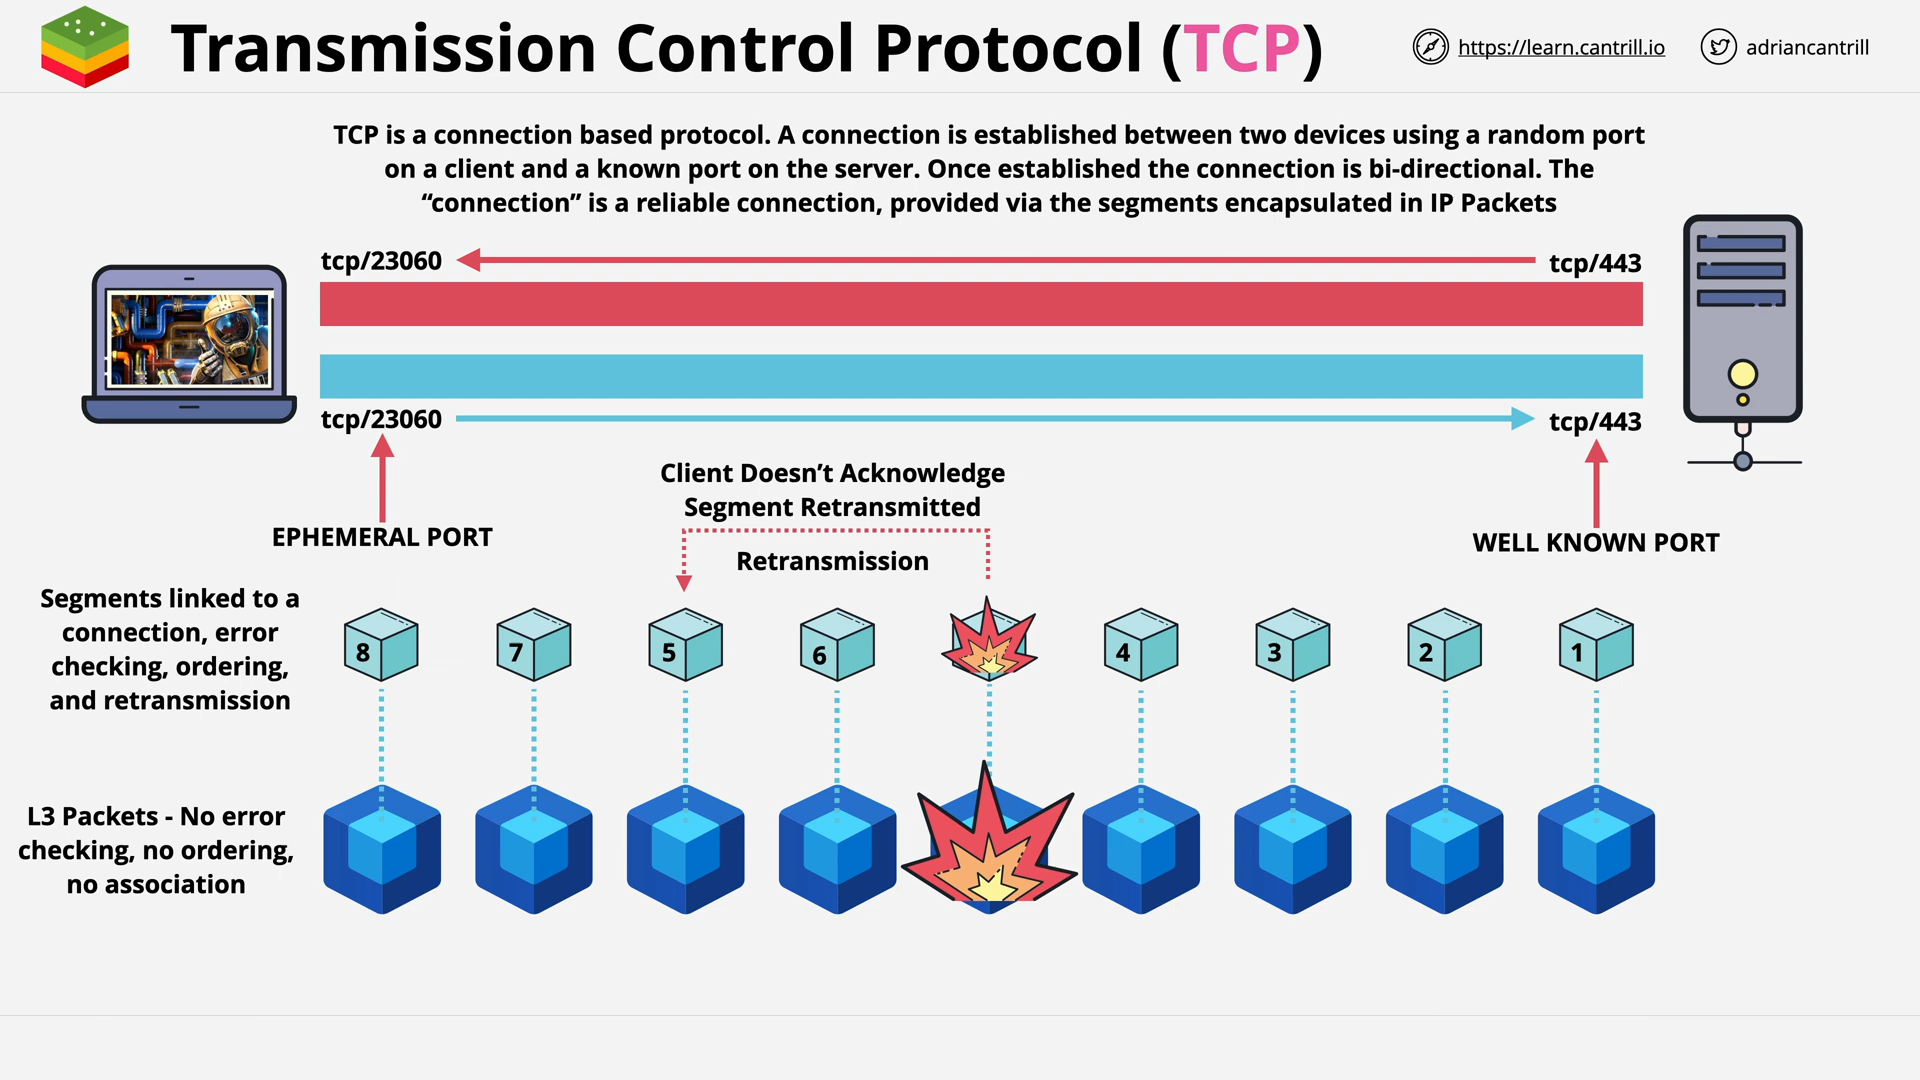 Transmission Control Protocol (TCP)
https://learn.cantrill.io
adriancantrill
TCP is a connection based protocol. A connection is established between two devices using a random port
on a client and a known port on the server. Once established the connection is bi-directional. The
“connection” is a reliable connection, provided via the segments encapsulated in IP Packets
tcp/23060
tcp/443
tcp/23060
tcp/443
EPHEMERAL PORT
Client Doesn’t Acknowledge
Segment Retransmitted
Retransmission
WELL KNOWN PORT
Segments linked to a
connection, error
checking, ordering,
and retransmission
8
7
5
6
4
3
2
1
L3 Packets - No error
checking, no ordering,
no association